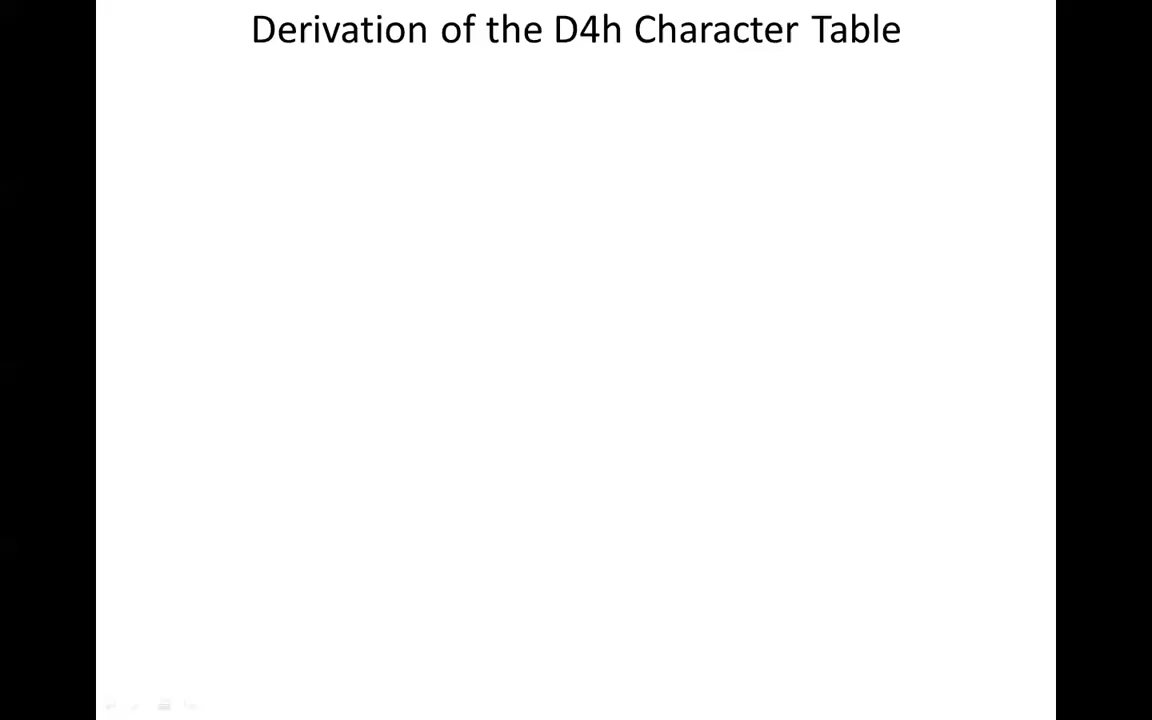 Derivation of the D4h Character Table